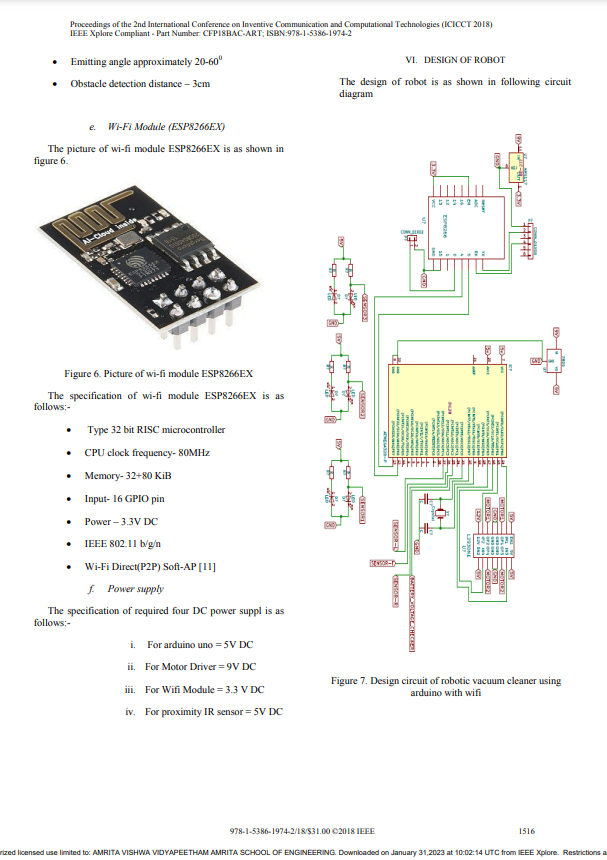 Proceedings of the 2nd International Conference on Inventive Communication and Computational Technologies (ICICCT 2018)
IEEE Xplore Compliant - Part Number: CFP18BAC-ART; ISBN:978-1-5386-1974-2
• Emitting angle approximately 20-60⁰
• Obstacle detection distance – 3cm
e. Wi-Fi Module (ESP8266EX)
The picture of wi-fi module ESP8266EX is as shown in
figure 6.
AI-Cloud inside
Figure 6. Picture of wi-fi module ESP8266EX
The specification of wi-fi module ESP8266EX is as
follows:-
• Type 32 bit RISC microcontroller
• CPU clock frequency- 80MHz
• Memory- 32+80 KiB
• Input- 16 GPIO pin
• Power – 3.3V DC
• IEEE 802.11 b/g/n
• Wi-Fi Direct(P2P) Soft-AP [11]
f. Power supply
The specification of required four DC power suppl is as
follows:-
i. For arduino uno = 5V DC
ii. For Motor Driver = 9V DC
iii. For Wifi Module = 3.3 V DC
iv. For proximity IR sensor = 5V DC
VI. DESIGN OF ROBOT
The design of robot is as shown in following circuit
diagram
ESP8266
GND
SENSOR-F
Figure 7. Design circuit of robotic vacuum cleaner using
arduino with wifi
978-1-5386-1974-2/18/$31.00 ©2018 IEEE
1516
rized licensed use limited to: AMRITA VISHWA VIDYAPEETHAM AMRITA SCHOOL OF ENGINEERING. Downloaded on January 31,2023 at 10:02:14 UTC from IEEE Xplore. Restrictions a